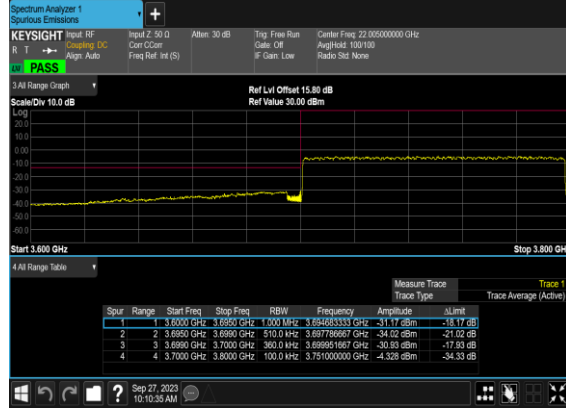 Spectrum Analyzer 1
Spurious Emissions
+
KEYSIGHT Input: RF Input Z: 50 Ω Atten: 30 dB Trig: Free Run Center Freq: 22.005000000 GHz
R T Coupling: DC Corr CCorr Gate: Off Avg|Hold: 100/100
Align: Auto Freq Ref: Int (S) IF Gain: Low Radio Std: None
LW PASS
3 All Range Graph
Ref Lvl Offset 15.80 dB
Scale/Div 10.0 dB Ref Value 30.00 dBm
Log
20.0
10.0
0.00
-10.0
-20.0
-30.0
-40.0
-50.0
-60.0
Start 3.600 GHz Stop 3.800 GH
4 All Range Table
Measure Trace Trace 1
Trace Type Trace Average (Active)
Spur Range Start Freq Stop Freq RBW Frequency Amplitude ΔLimit
1 1 3.6000 GHz 3.6950 GHz 1.000 MHz 3.694683333 GHz -31.17 dBm -18.17 dB
2 2 3.6950 GHz 3.6990 GHz 510.0 kHz 3.697786667 GHz -34.02 dBm -21.02 dB
3 3 3.6990 GHz 3.7000 GHz 360.0 kHz 3.699951667 GHz -30.93 dBm -17.93 dB
4 4 3.7000 GHz 3.8000 GHz 100.0 kHz 3.751000000 GHz -4.328 dBm -34.33 dB
? Sep 27, 2023
10:10:35 AM